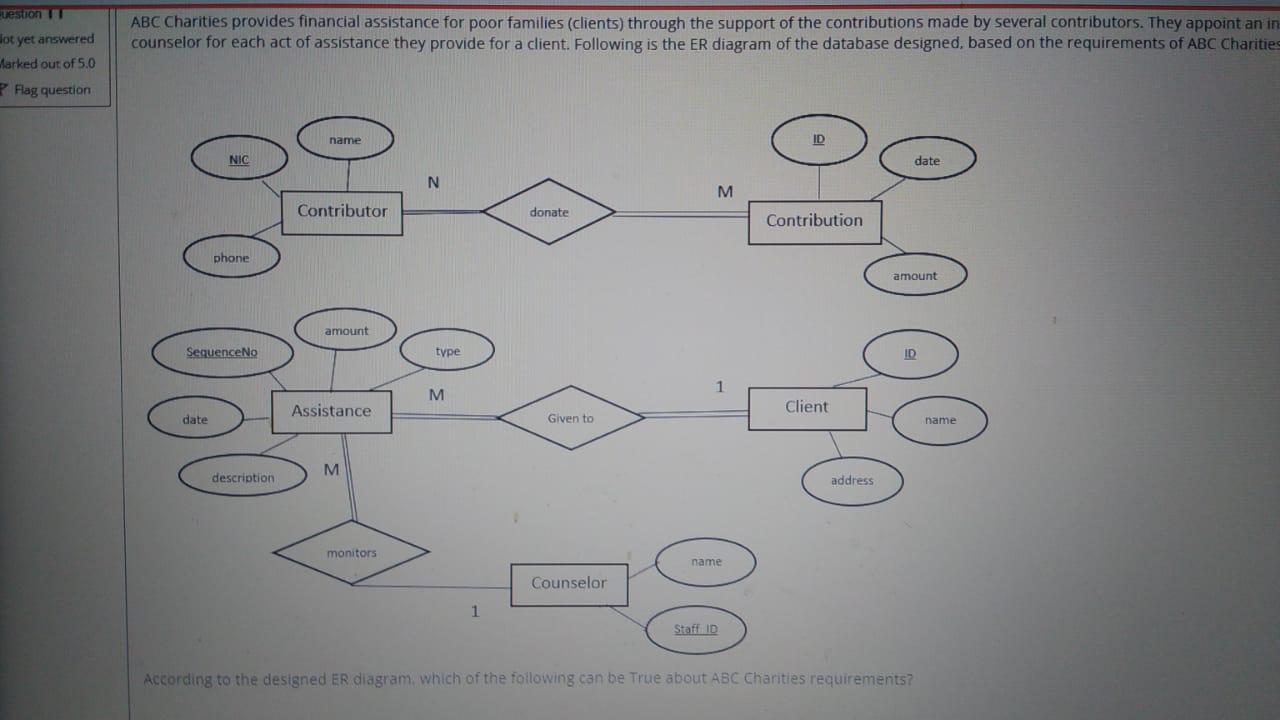 uestion 11
lot yet answered
Marked out of 5.0
Flag question
ABC Charities provides financial assistance for poor families (clients) through the support of the contributions made by several contributors. They appoint an in
counselor for each act of assistance they provide for a client. Following is the ER diagram of the database designed, based on the requirements of ABC Charities
name
NIC
Contributor
phone
N
donate
M
ID
date
Contribution
amount
SequenceNo
amount
type
Assistance
date
description
M
Given to
1
ID
Client
name
address
M
monitors
1
Counselor
name
Staff_ID
According to the designed ER diagram, which of the following can be True about ABC Charities requirements?